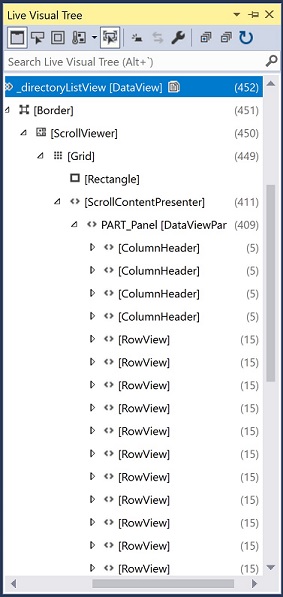 Live Visual Tree
Search Live Visual Tree (Alt+`)
_directoryListView [DataView] (452)
[Border] (451)
[ScrollViewer] (450)
[Grid] (449)
[Rectangle]
[ScrollContentPresenter] (411)
PART_Panel [DataViewPar (409)
[ColumnHeader] (5)
[ColumnHeader] (5)
[ColumnHeader] (5)
[ColumnHeader] (5)
[RowView] (15)
[RowView] (15)
[RowView] (15)
[RowView] (15)
[RowView] (15)
[RowView] (15)
[RowView] (15)
[RowView] (15)
[RowView] (15)
[RowView] (15)
[RowView] (15)